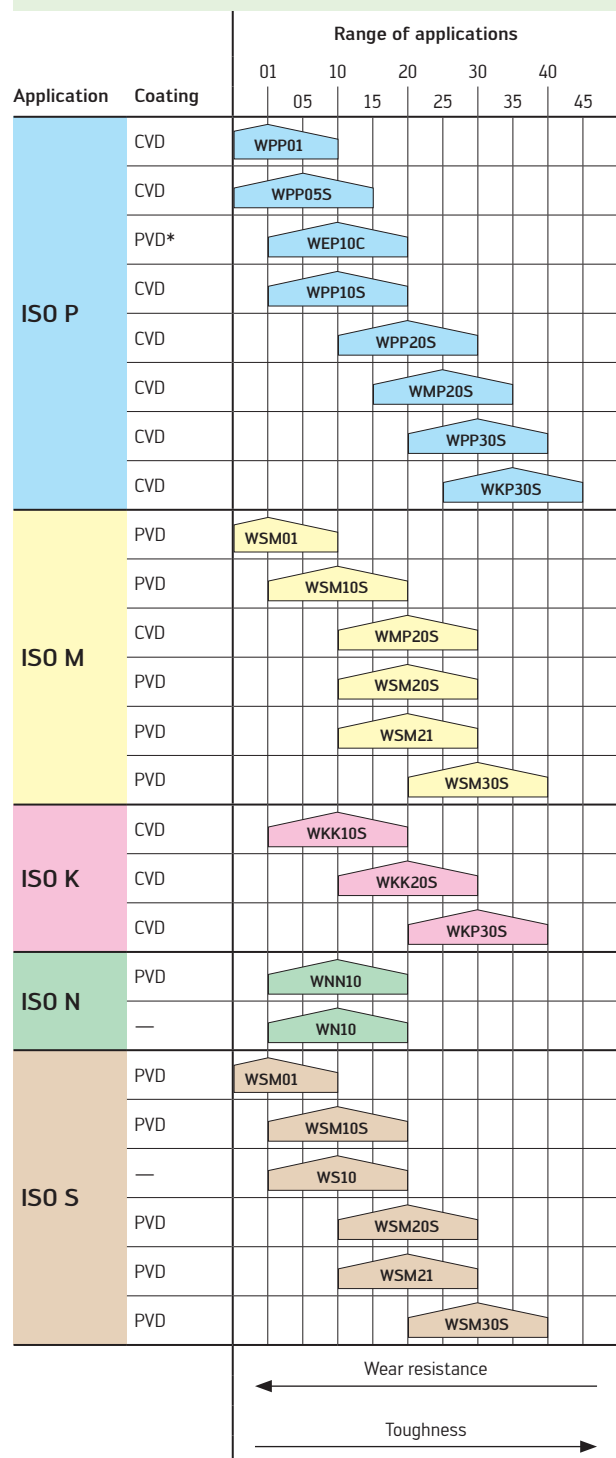 Range of applications
01 10 20 30 40
Application Coating 05 15 25 35 45
ISO P
CVD WPP01
CVD WPP05S
PVD* WEP10C
CVD WPP10S
CVD WPP20S
CVD WMP20S
CVD WPP30S
CVD WKP30S
ISO M
PVD WSM01
PVD WSM10S
CVD WMP20S
PVD WSM20S
PVD WSM21
PVD WSM30S
ISO K
CVD WKK10S
CVD WKK20S
CVD WKP30S
ISO N
PVD WNN10
— WN10
ISO S
PVD WSM01
PVD WSM10S
— WS10
PVD WSM20S
PVD WSM21
PVD WSM30S
Wear resistance
Toughness